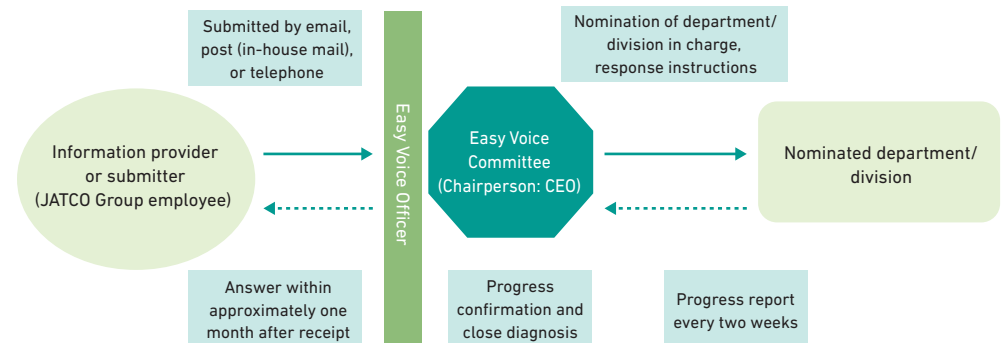 Submitted by email,
post (in-house mail),
or telephone
Nomination of department/
division in charge,
response instructions
Information provider
or submitter
(JATCO Group employee)
Easy Voice Officer
Easy Voice
Committee
(Chairperson: CEO)
Nominated department/
division
Answer within
approximately one
month after receipt
Progress
confirmation and
close diagnosis
Progress report
every two weeks